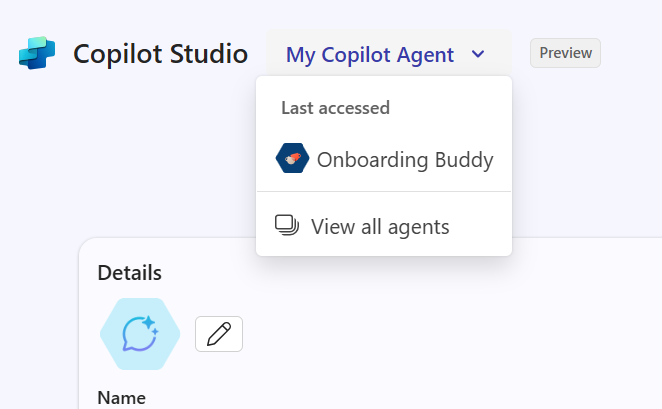 Copilot Studio My Copilot Agent Preview
Last accessed
Onboarding Buddy
View all agents
Details
Name